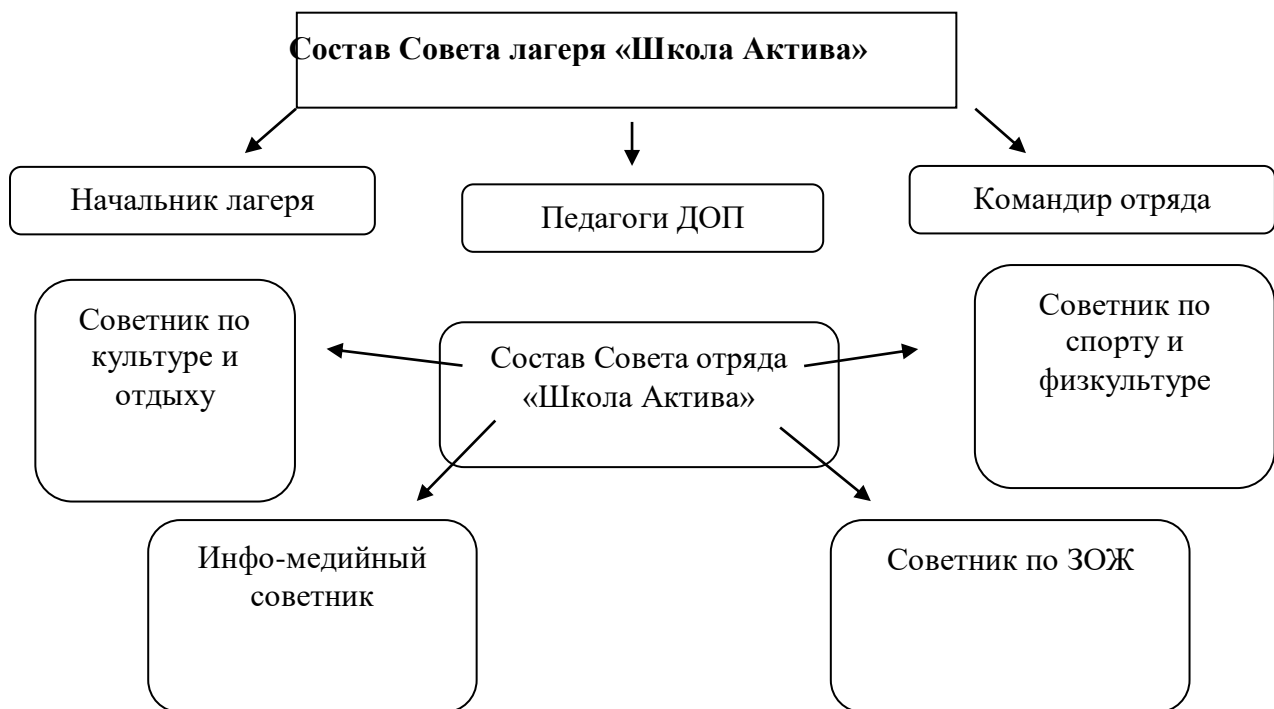 Состав Совета лагеря «Школа Актива»
Начальник лагеря
Педагоги ДОП
Командир отряда
Советник по
культуре и
отдыху
Состав Совета отряда
«Школа Актива»
Советник по
спорту и
физкультуре
Инфо-медийный
советник
Советник по ЗОЖ